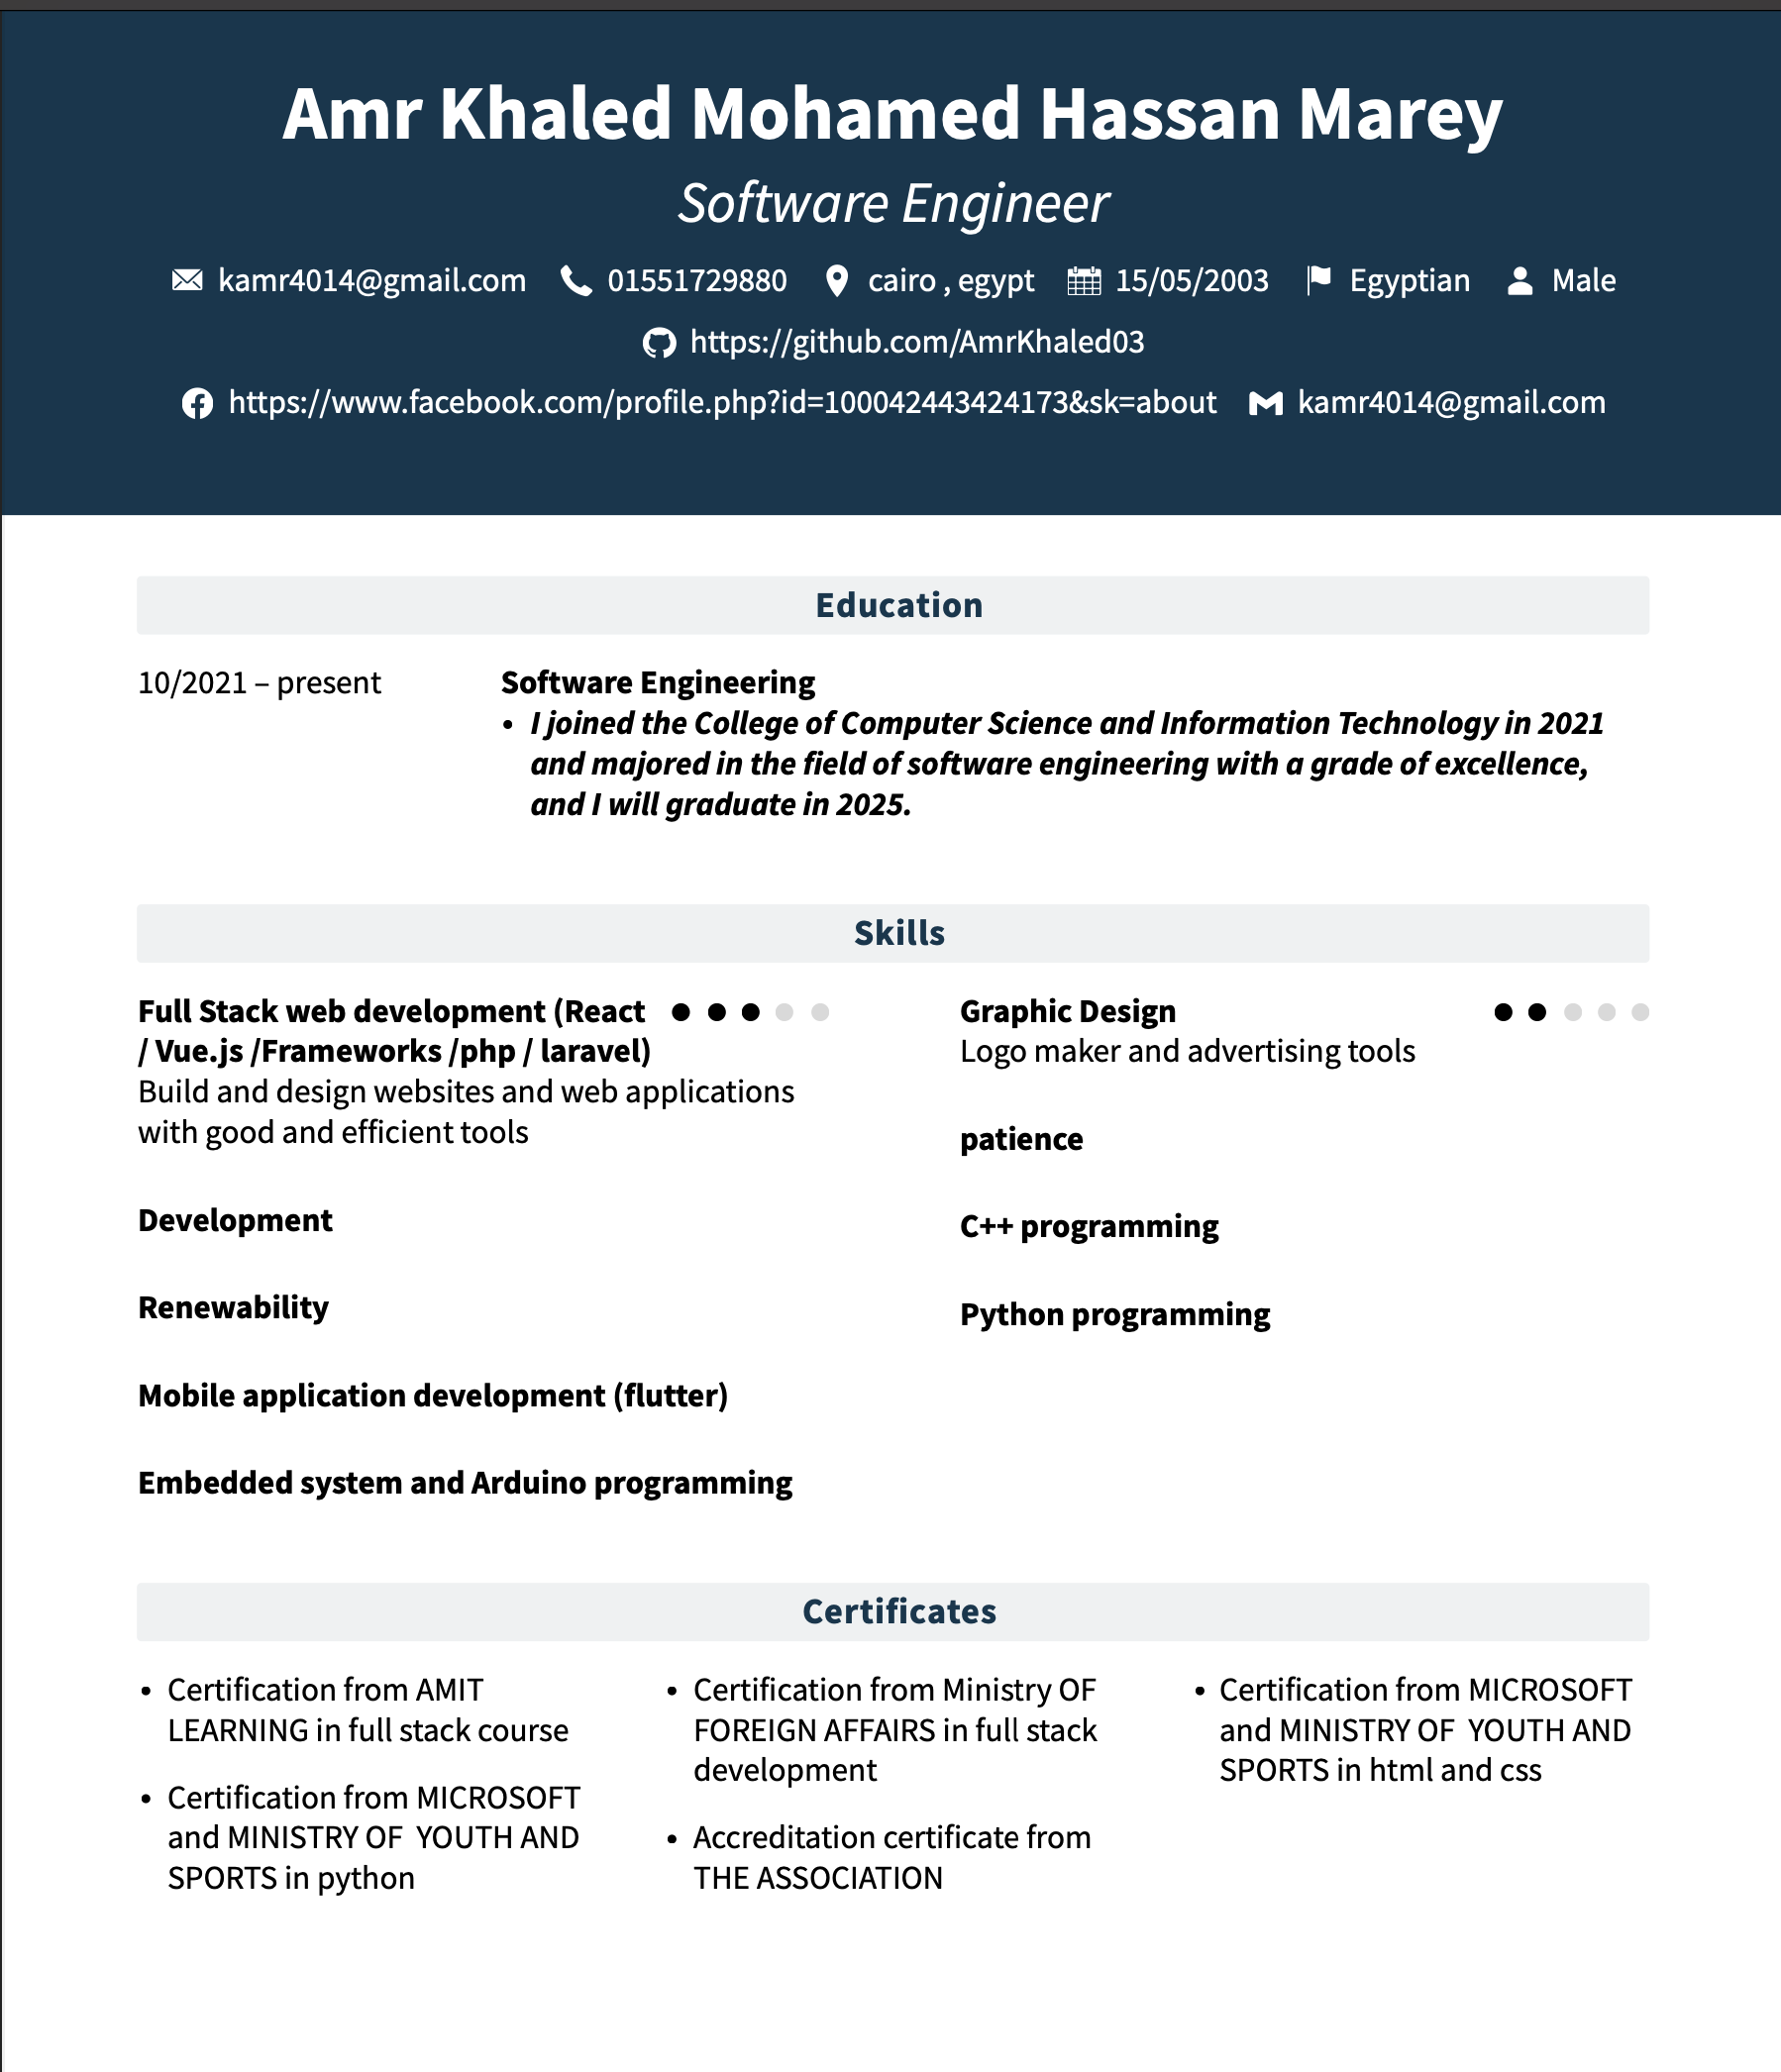 Amr Khaled Mohamed Hassan Marey
Software Engineer
kamr4014@gmail.com 01551729880 cairo , egypt 15/05/2003 Egyptian Male
https://github.com/AmrKhaled03
https://www.facebook.com/profile.php?id=100042443424173&sk=about kamr4014@gmail.com
Education
10/2021 – present
Software Engineering
• I joined the College of Computer Science and Information Technology in 2021
and majored in the field of software engineering with a grade of excellence,
and I will graduate in 2025.
Skills
Full Stack web development (React
/ Vue.js /Frameworks /php / laravel)
Build and design websites and web applications
with good and efficient tools
Development
Renewability
Mobile application development (flutter)
Embedded system and Arduino programming
Graphic Design
Logo maker and advertising tools
patience
C++ programming
Python programming
Certificates
• Certification from AMIT
LEARNING in full stack course
• Certification from MICROSOFT
and MINISTRY OF  YOUTH AND
SPORTS in python
• Certification from Ministry OF
FOREIGN AFFAIRS in full stack
development
• Accreditation certificate from
THE ASSOCIATION
• Certification from MICROSOFT
and MINISTRY OF  YOUTH AND
SPORTS in html and css